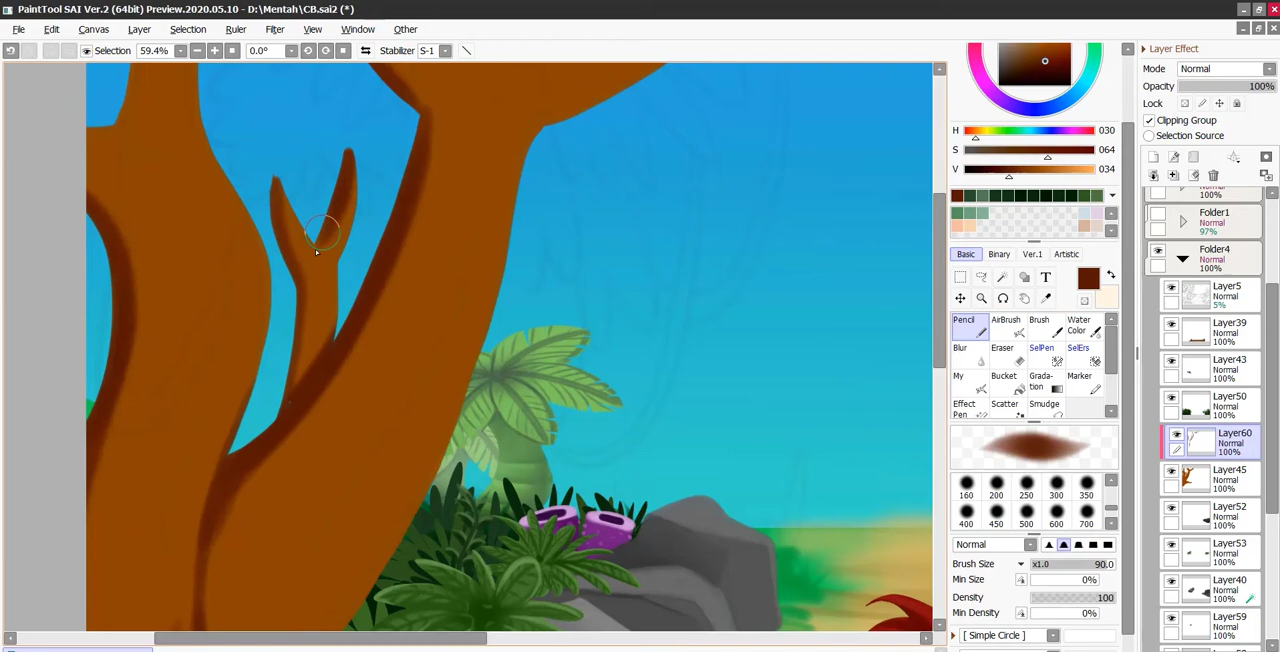 PaintTool SAI Ver.2 (64bit) Preview.2020.05.10 - D:\Mentah\CB.sai2 (*)
File Edit Canvas Layer Selection Ruler Filter View Window Other
Selection 59.4% 0.0° Stabilizer S-1
H 030
S 064
V 034
Basic Binary Ver.1 Artistic
T
Pencil AirBrush Brush Water Color
Blur Eraser SelPen SelErs
My Bucket Grada-tion Marker
Effect Pen Scatter Smudge
160 200 250 300 350
400 450 500 600 700
Normal
Brush Size x1.0 90.0
Min Size 0%
Density 100
Min Density 0%
[ Simple Circle ]
Layer Effect
Mode Normal
Opacity 100%
Lock
Clipping Group
Selection Source
100%
Folder1
Normal
97%
Folder4
Normal
100%
Layer5
Normal
5%
Layer39
Normal
100%
Layer43
Normal
100%
Layer50
Normal
100%
Layer60
Normal
100%
Layer45
Normal
100%
Layer52
Normal
100%
Layer53
Normal
100%
Layer40
Normal
100%
Layer59
Normal
100%